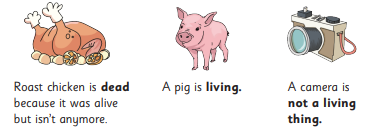 Roast chicken is dead
because it was alive
but isn't anymore.
A pig is living.
A camera is
not a living
thing.